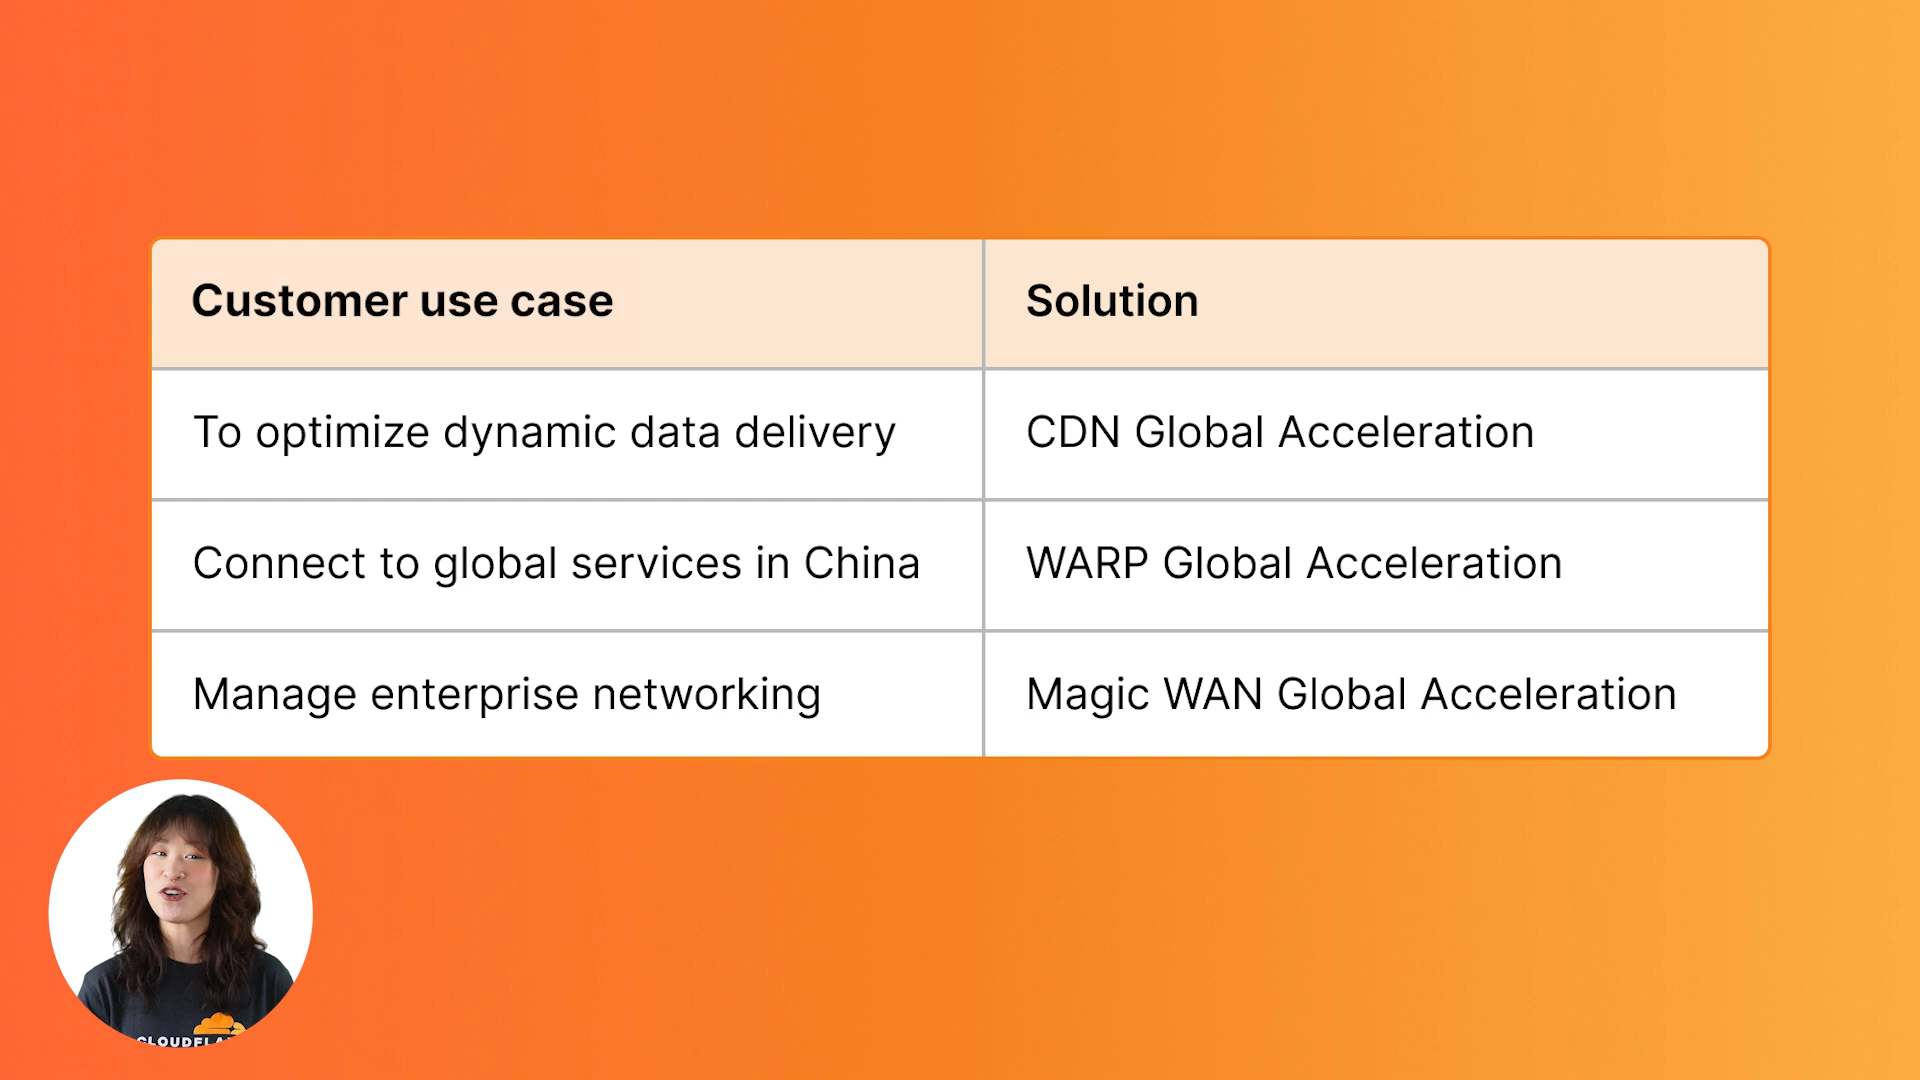 Customer use case
Solution
To optimize dynamic data delivery
CDN Global Acceleration
Connect to global services in China
WARP Global Acceleration
Manage enterprise networking
Magic WAN Global Acceleration